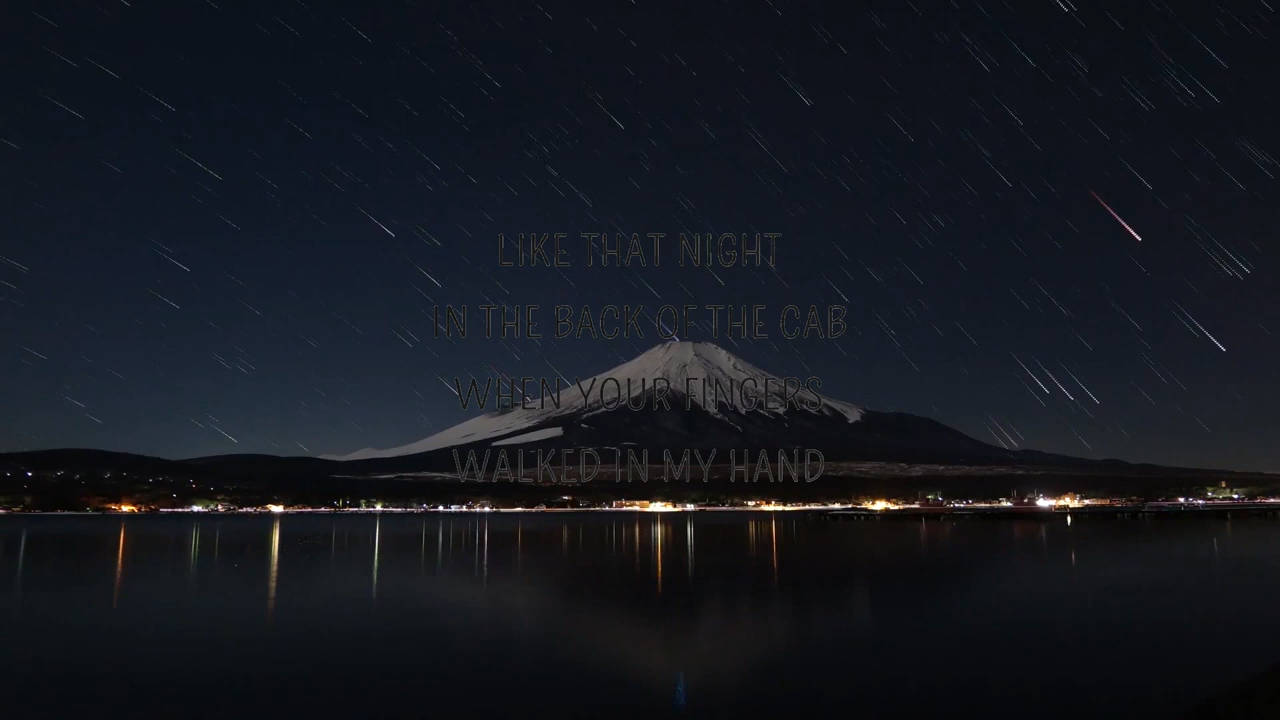 LIKE THAT NIGHT
IN THE BACK OF THE CAB
WHEN YOUR FINGERS
WALKED IN MY HAND